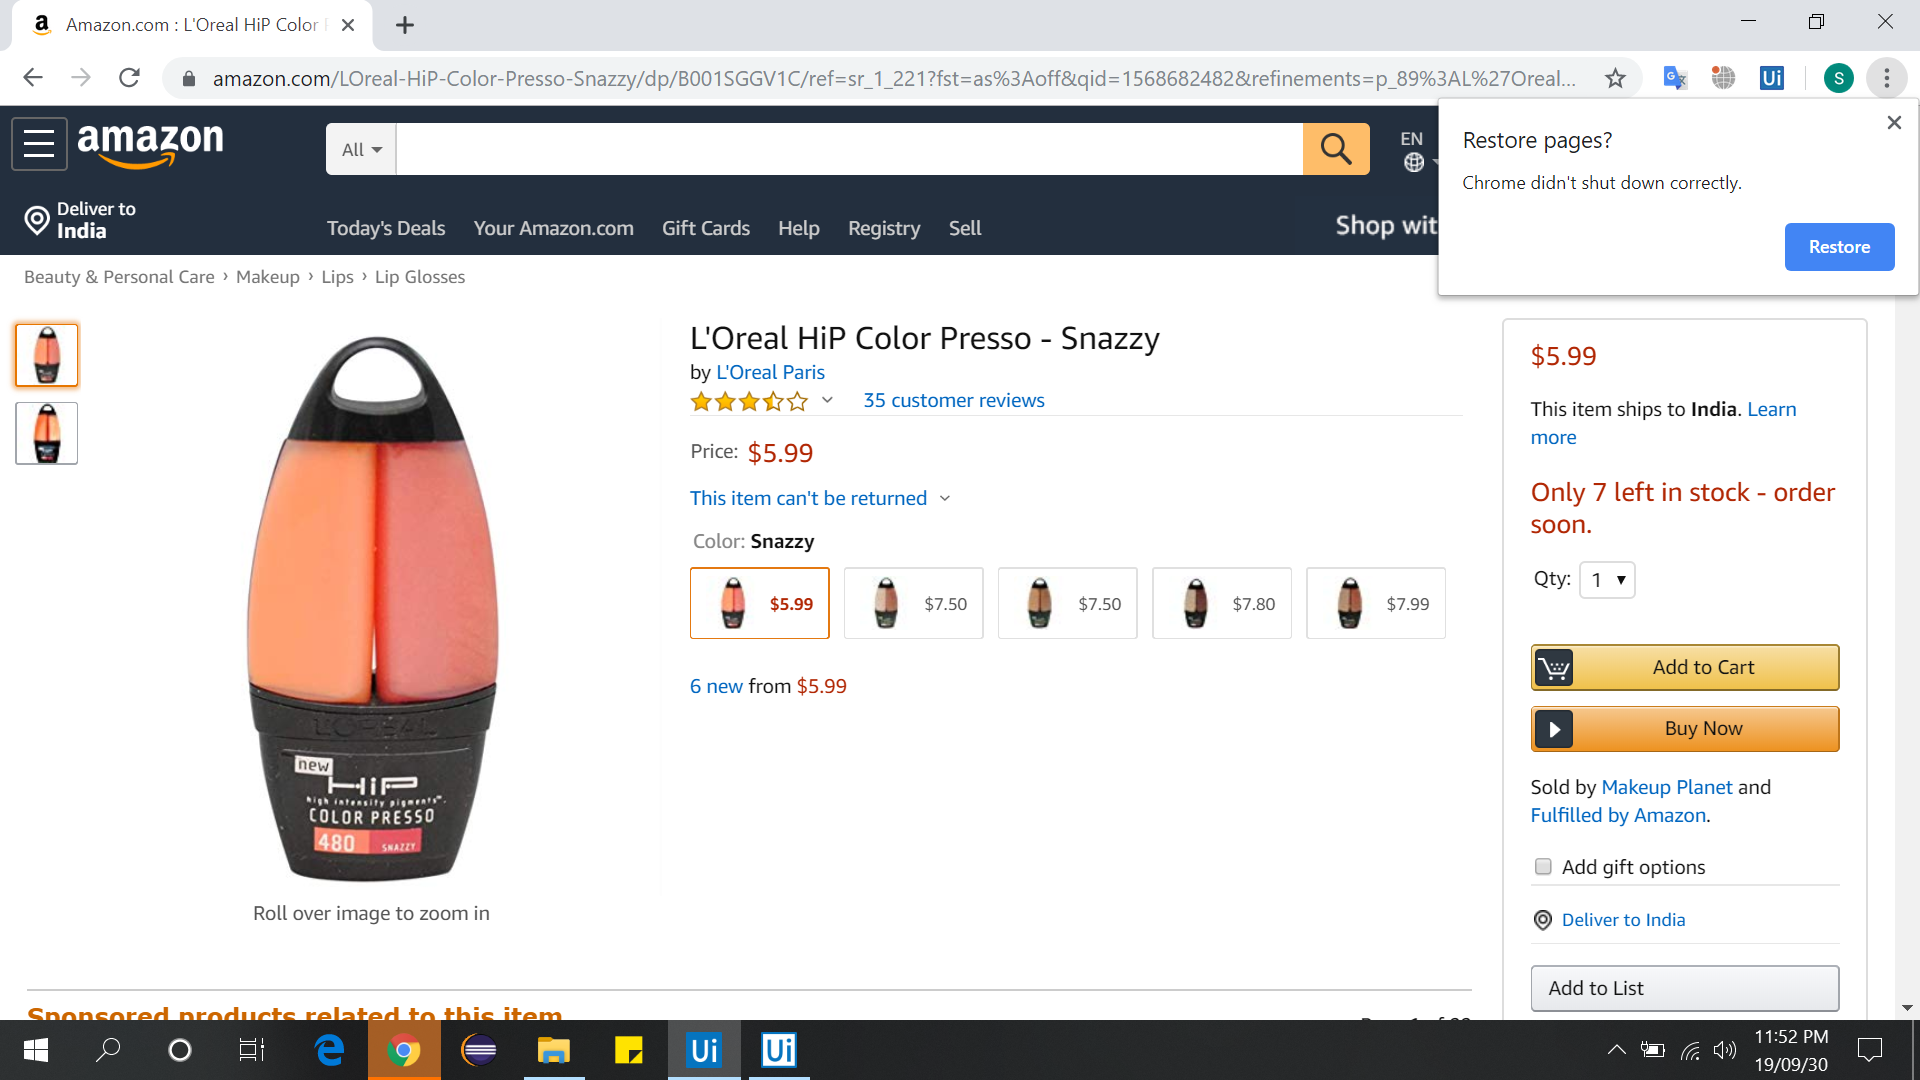 Amazon.com : L'Oreal HiP Color
amazon.com/LOreal-HiP-Color-Presso-Snazzy/dp/B001SGGV1C/ref=sr_1_221?fst=as%3Aoff&qid=1568682482&refinements=p_89%3AL%27Oreal...
Ui
S
Restore pages?
Chrome didn't shut down correctly.
Restore
amazon
All
EN
Deliver to
India
Today's Deals
Your Amazon.com
Gift Cards
Help
Registry
Sell
Shop wit
Beauty & Personal Care › Makeup › Lips › Lip Glosses
L'Oreal HiP Color Presso - Snazzy
by L'Oreal Paris
35 customer reviews
Price: $5.99
This item can't be returned
Color: Snazzy
$5.99
$7.50
$7.50
$7.80
$7.99
6 new from $5.99
L'OREAL
new
HiP
high intensity pigments™
COLOR PRESSO
480 SNAZZY
Roll over image to zoom in
$5.99
This item ships to India. Learn
more
Only 7 left in stock - order
soon.
Qty: 1
Add to Cart
Buy Now
Sold by Makeup Planet and
Fulfilled by Amazon.
Add gift options
Deliver to India
Add to List
Sponsored products related to this item
Ui
Ui
11:52 PM
19/09/30